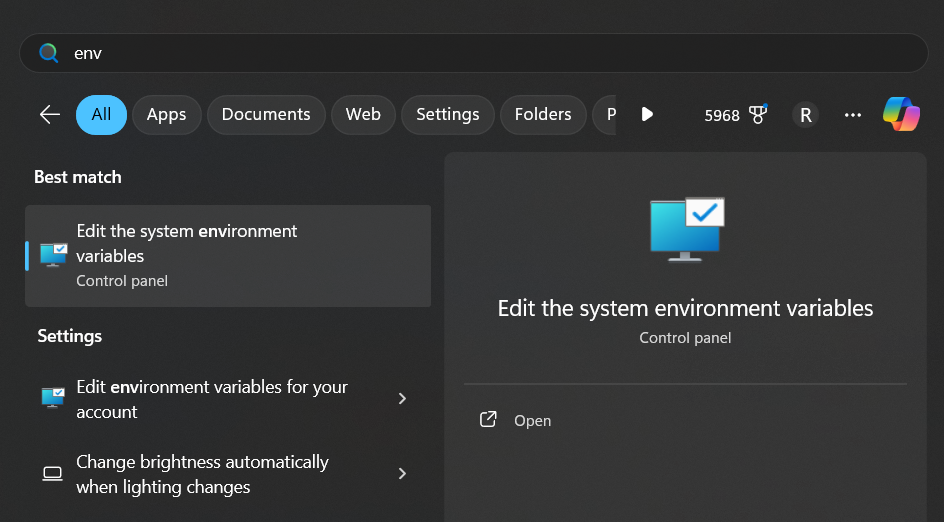 env
All
Apps
Documents
Web
Settings
Folders
P
5968
R
Best match
Edit the system environment
variables
Control panel
Settings
Edit environment variables for your
account
Change brightness automatically
when lighting changes
Edit the system environment variables
Control panel
Open